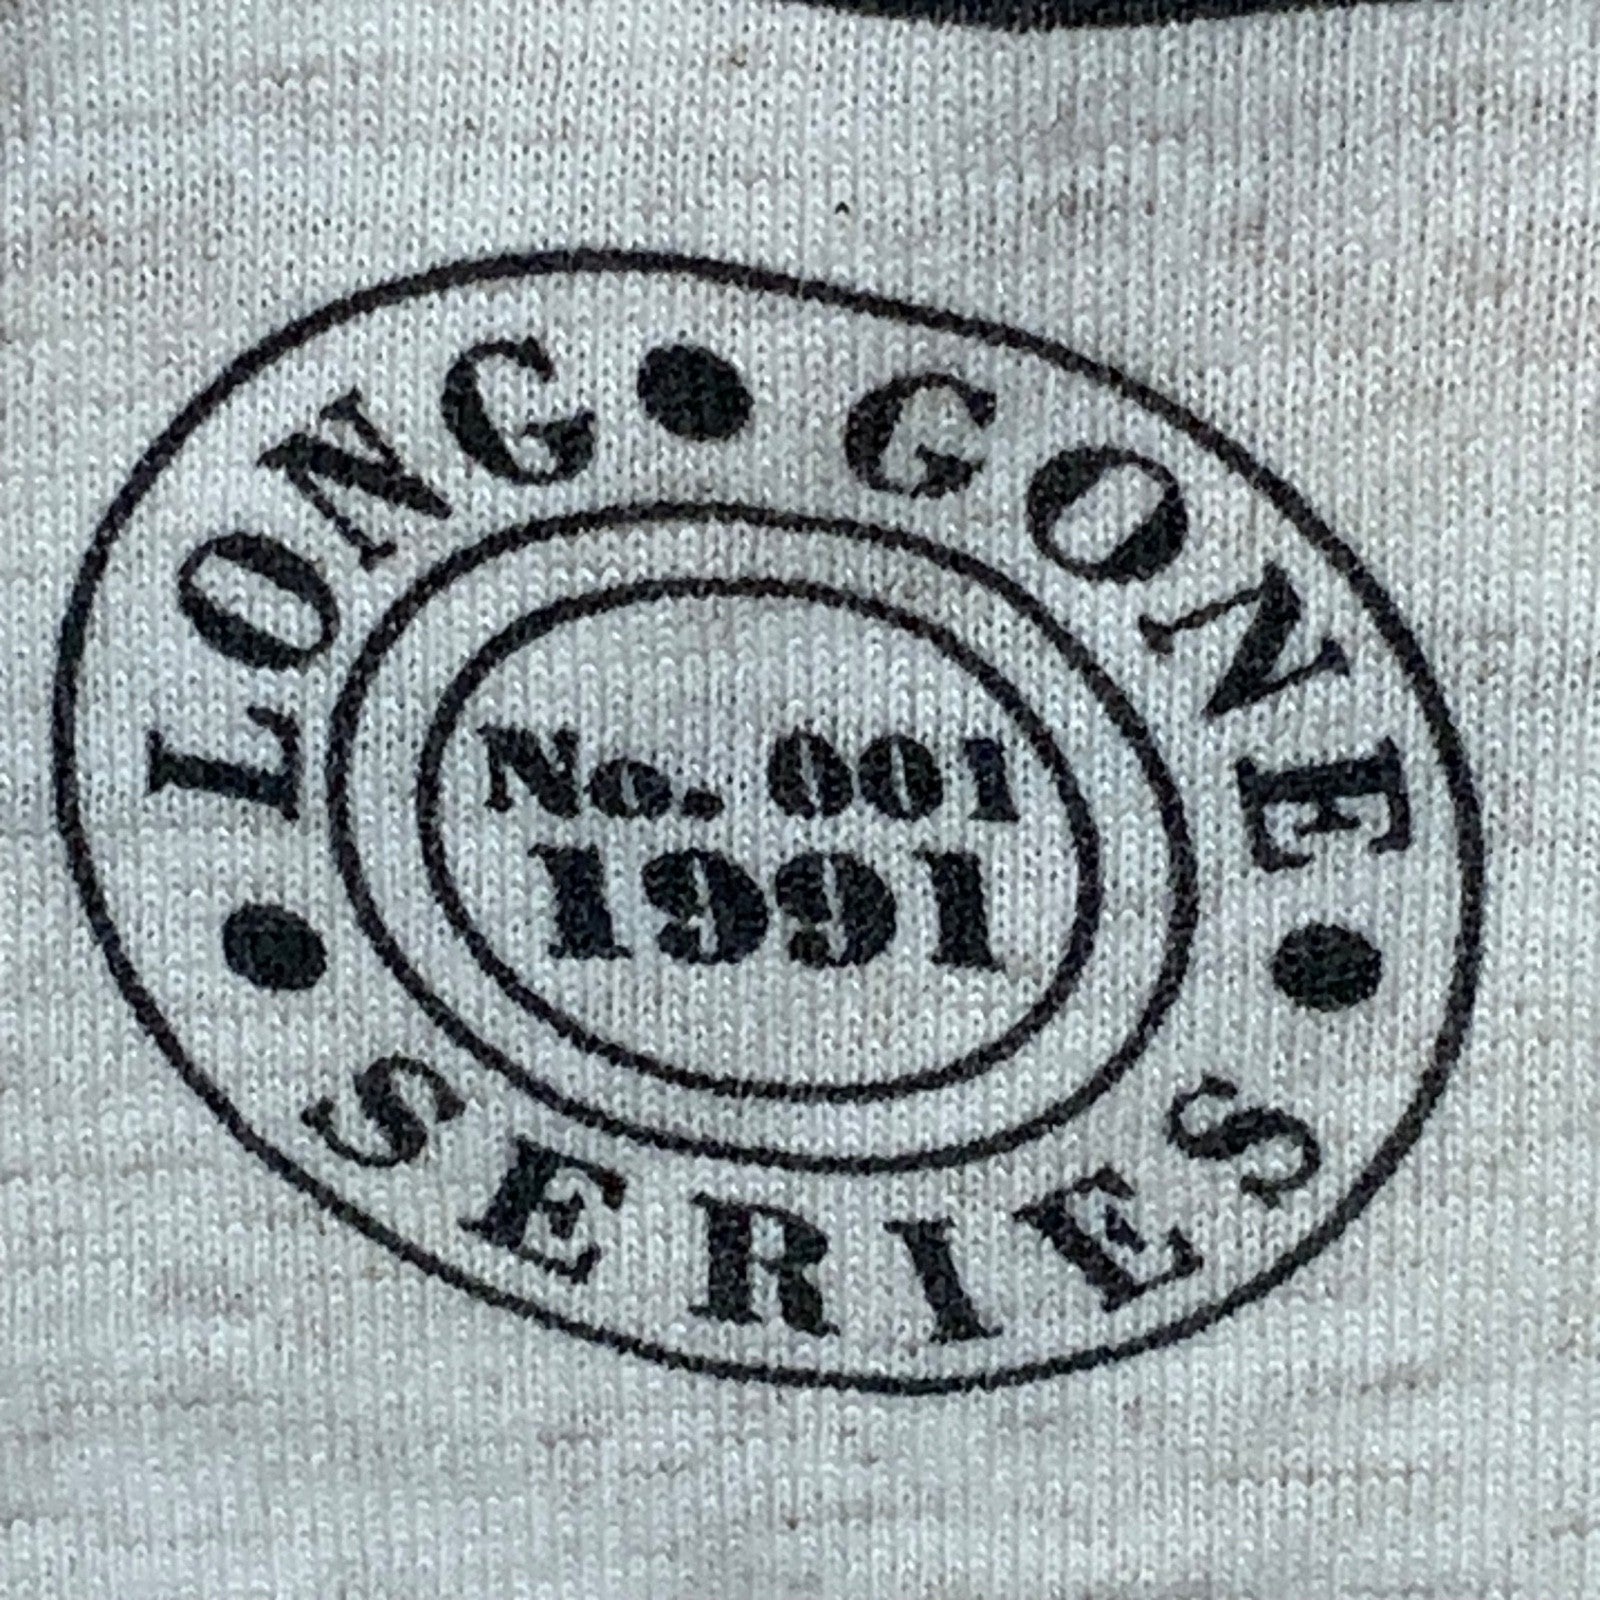 LONG • GONE • SERIES •
No. 001
1991